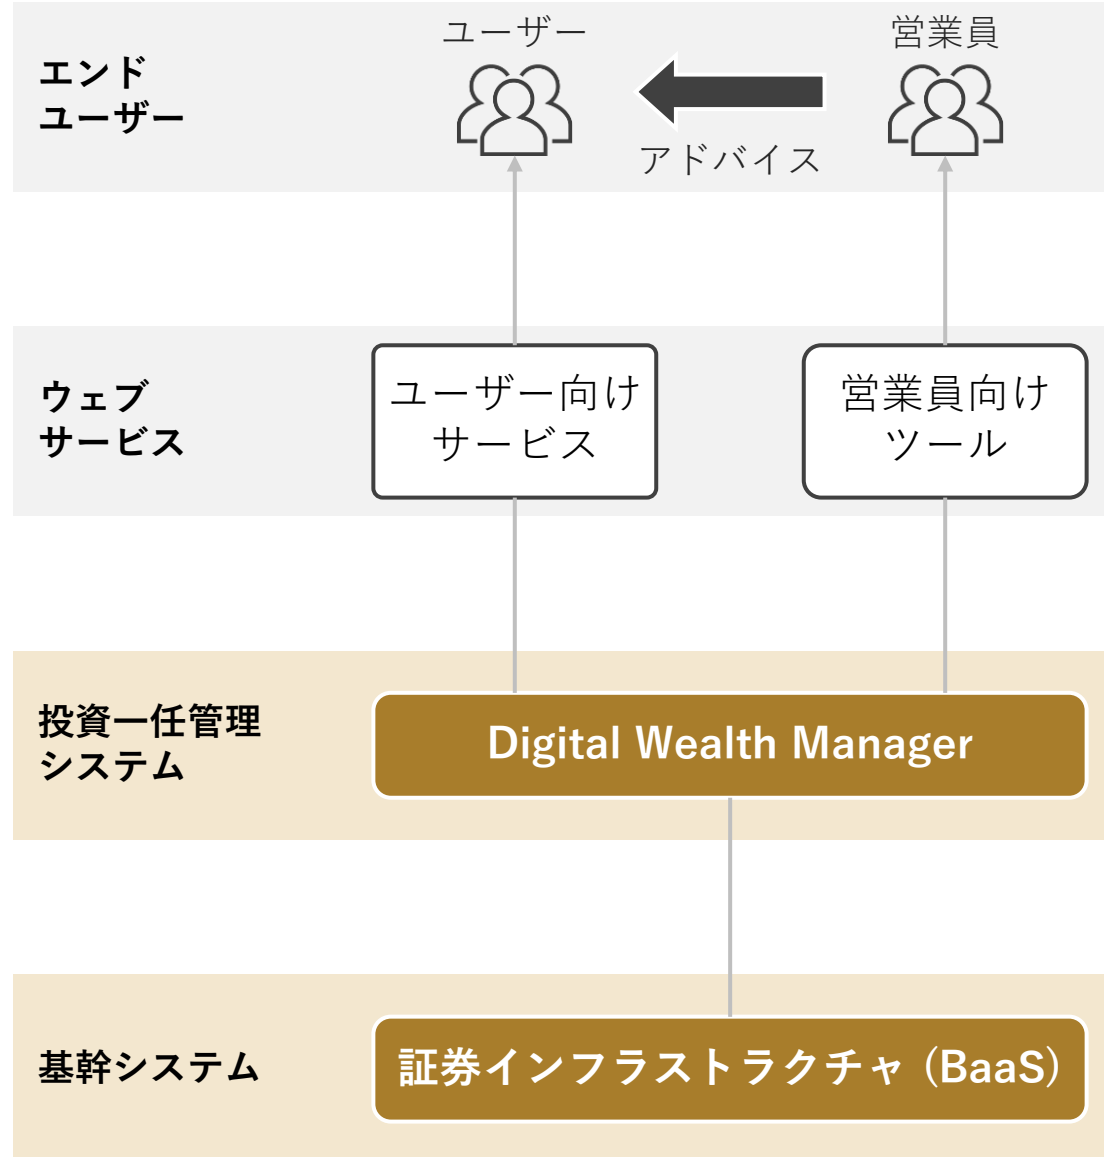 エンド
ユーザー
ユーザー
営業員
アドバイス
ウェブ
サービス
ユーザー向け
サービス
営業員向け
ツール
投資一任管理
システム
Digital Wealth Manager
基幹システム
証券インフラストラクチャ (BaaS)